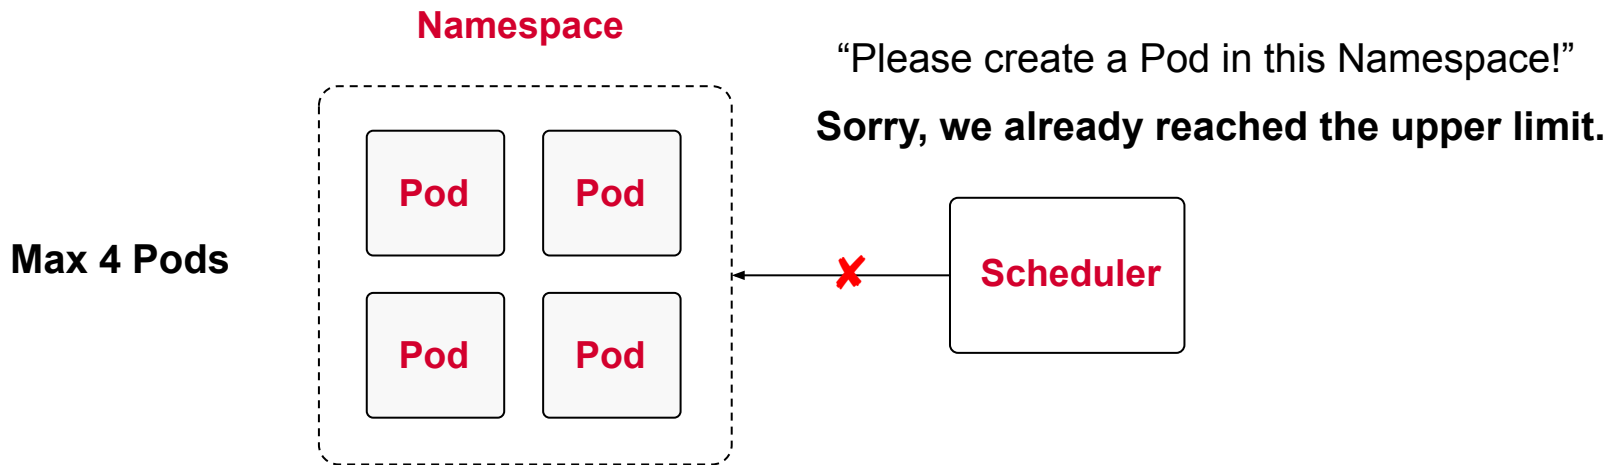 Namespace
“Please create a Pod in this Namespace!”
Sorry, we already reached the upper limit.
Pod
Pod
Max 4 Pods
Scheduler
Pod
Pod